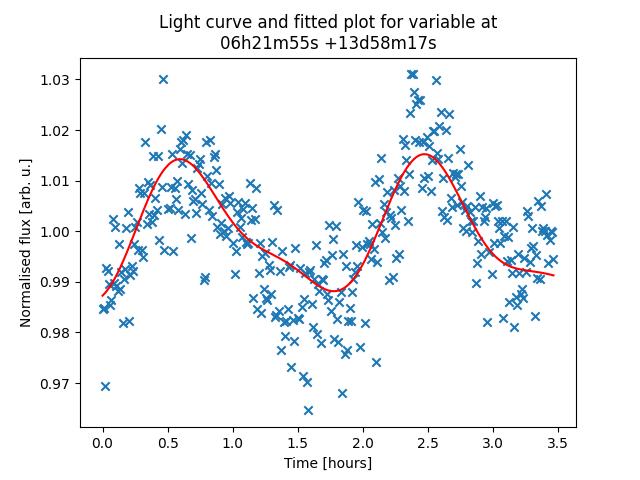 Light curve and fitted plot for variable at
06h21m55s +13d58m17s
1.03
1.02
1.01
1.00
0.99
0.98
0.97
Normalised flux [arb. u.]
0.0 0.5 1.0 1.5 2.0 2.5 3.0 3.5
Time [hours]